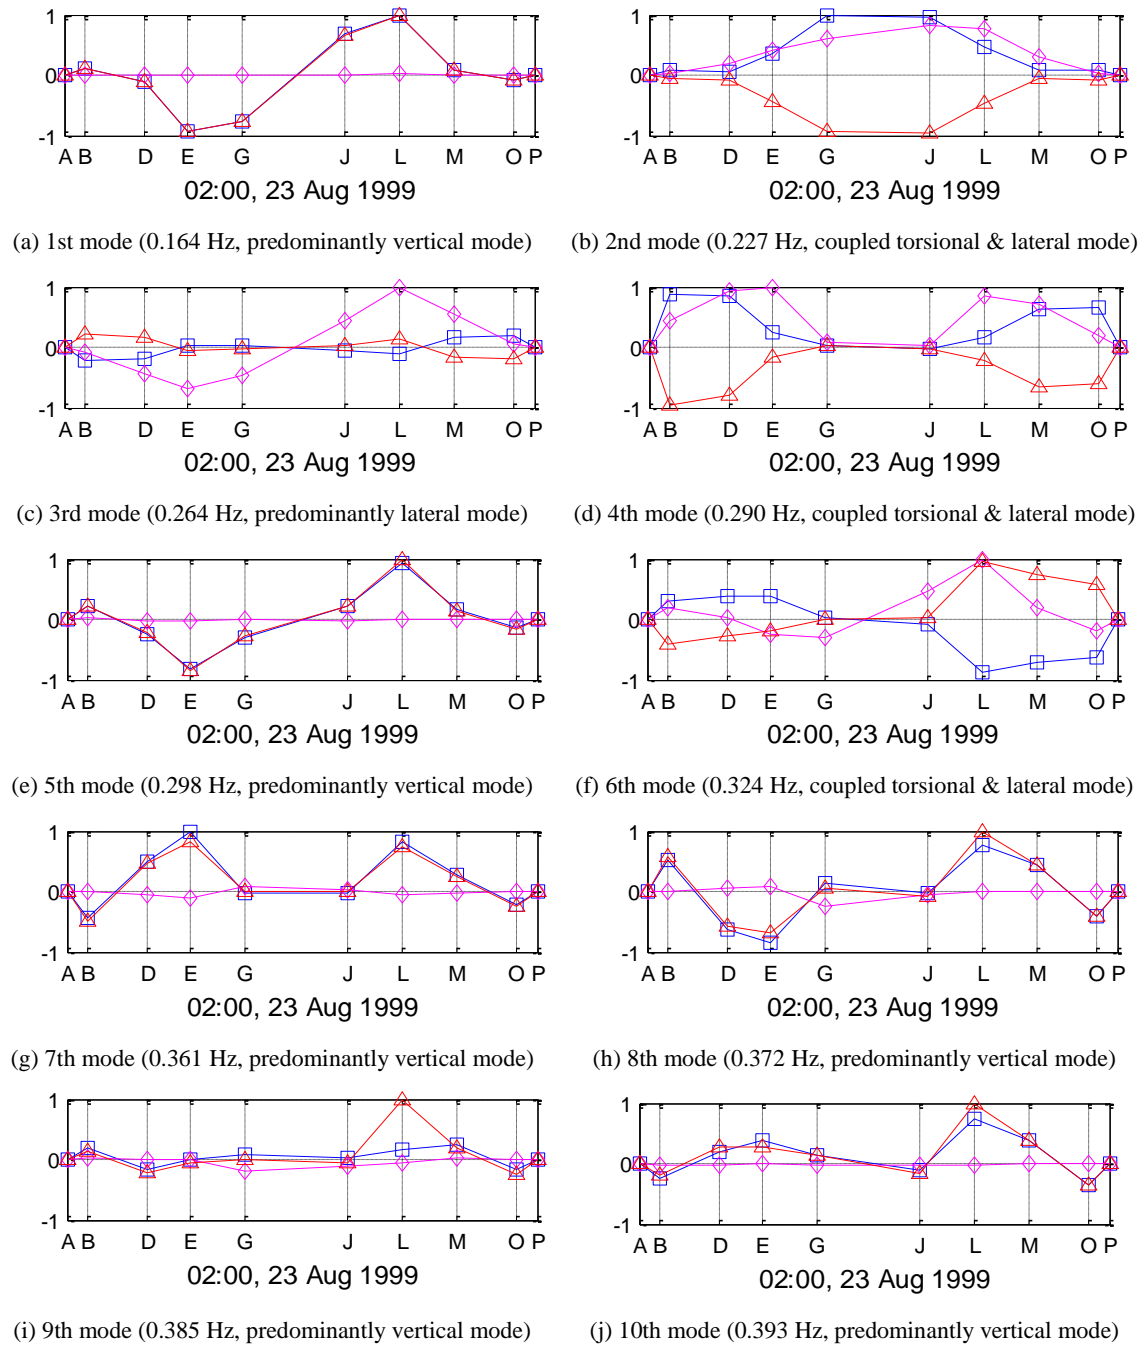 1
0
-1
A B D E G J L M O P
02:00, 23 Aug 1999
(a) 1st mode (0.164 Hz, predominantly vertical mode)
1
0
-1
A B D E G J L M O P
02:00, 23 Aug 1999
(b) 2nd mode (0.227 Hz, coupled torsional & lateral mode)
1
0
-1
A B D E G J L M O P
02:00, 23 Aug 1999
(c) 3rd mode (0.264 Hz, predominantly lateral mode)
1
0
-1
A B D E G J L M O P
02:00, 23 Aug 1999
(d) 4th mode (0.290 Hz, coupled torsional & lateral mode)
1
0
-1
A B D E G J L M O P
02:00, 23 Aug 1999
(e) 5th mode (0.298 Hz, predominantly vertical mode)
1
0
-1
A B D E G J L M O P
02:00, 23 Aug 1999
(f) 6th mode (0.324 Hz, coupled torsional & lateral mode)
1
0
-1
A B D E G J L M O P
02:00, 23 Aug 1999
(g) 7th mode (0.361 Hz, predominantly vertical mode)
1
0
-1
A B D E G J L M O P
02:00, 23 Aug 1999
(h) 8th mode (0.372 Hz, predominantly vertical mode)
1
0
-1
A B D E G J L M O P
02:00, 23 Aug 1999
(i) 9th mode (0.385 Hz, predominantly vertical mode)
1
0
-1
A B D E G J L M O P
02:00, 23 Aug 1999
(j) 10th mode (0.393 Hz, predominantly vertical mode)